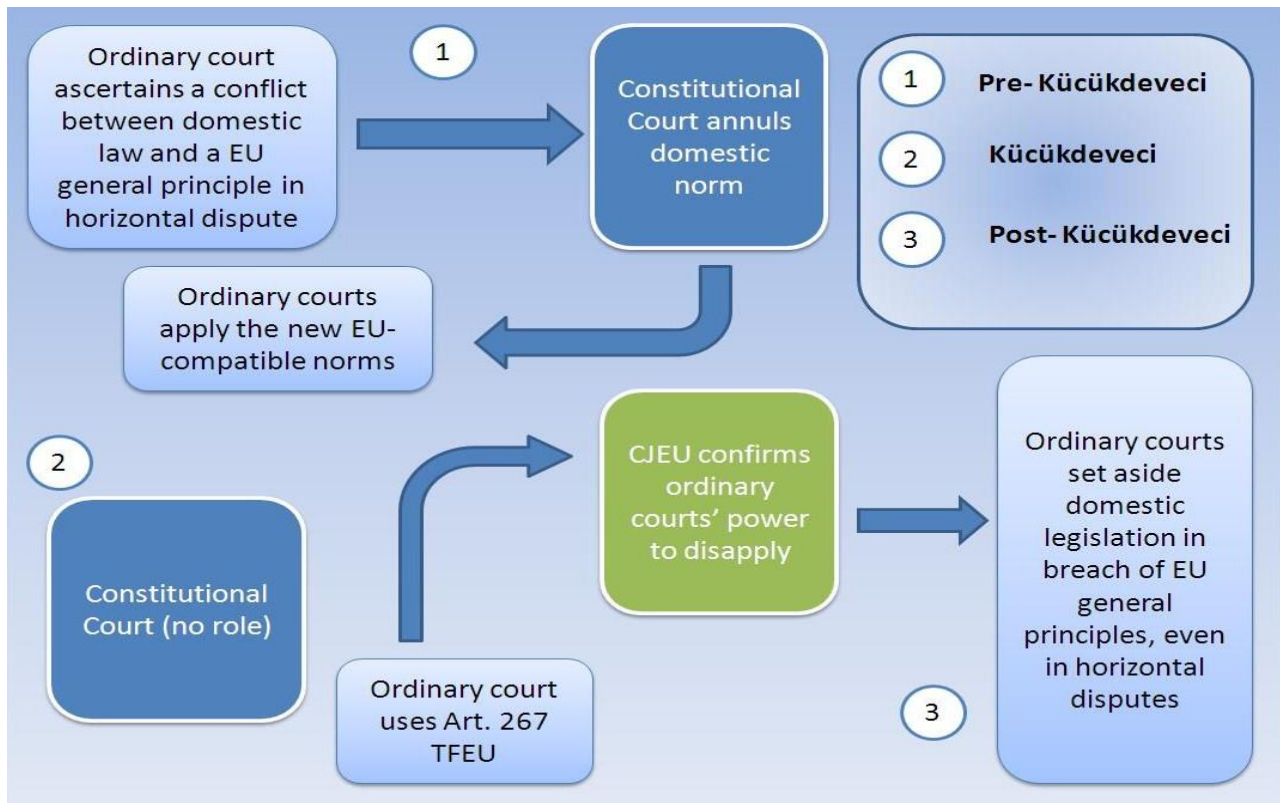 Ordinary court
ascertains a conflict
between domestic
law and a EU
general principle in
horizontal dispute
1
Constitutional
Court annuls
domestic
norm
1 Pre- Kücükdeveci
2 Kücükdeveci
3 Post- Kücükdeveci
Ordinary courts
apply the new EU-
compatible norms
2
Constitutional
Court (no role)
Ordinary court
uses Art. 267
TFEU
CJEU confirms
ordinary
courts’ power
to disapply
Ordinary courts
set aside
domestic
legislation in
breach of EU
general
principles, even
in horizontal
disputes
3